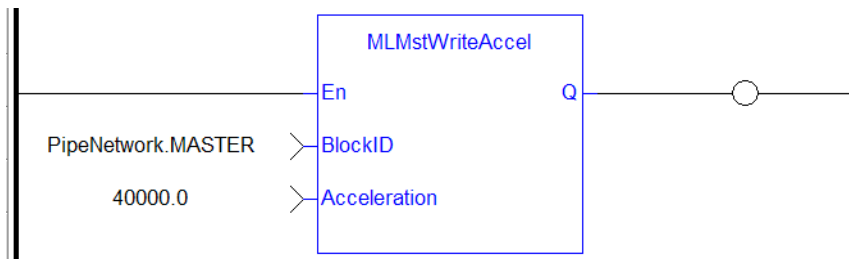 MLMstWriteAccel
En Q
PipeNetwork.MASTER BlockID
40000.0 Acceleration